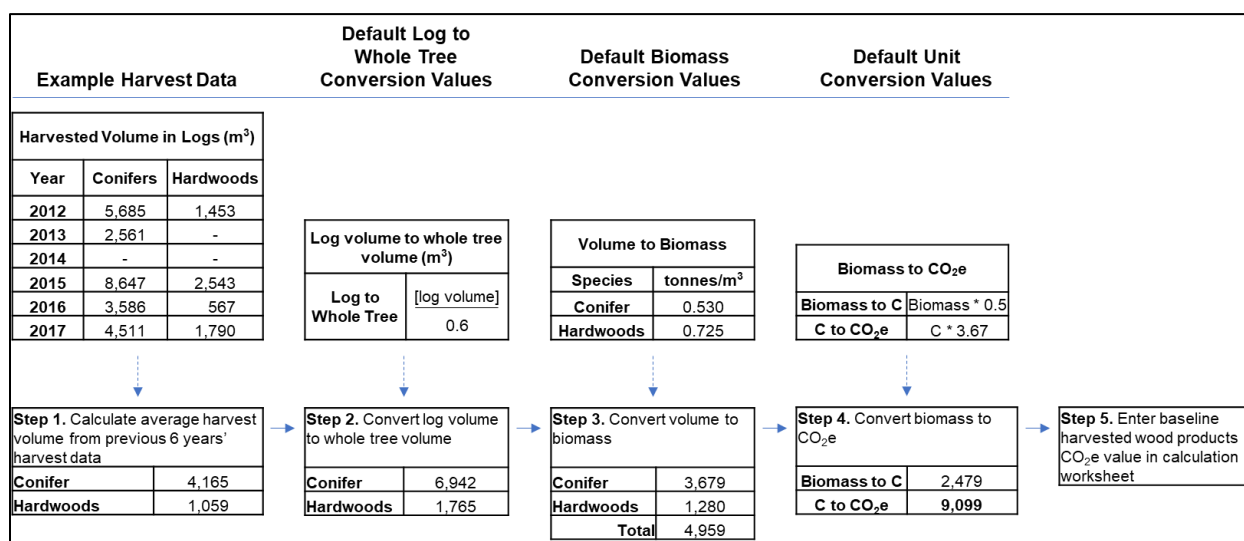 Example Harvest Data
Default Log to
Whole Tree
Conversion Values
Default Biomass
Conversion Values
Default Unit
Conversion Values
Harvested Volume in Logs (m³)
Year Conifers Hardwoods
2012 5,685 1,453
2013 2,561 -
2014 - -
2015 8,647 2,543
2016 3,586 567
2017 4,511 1,790
Log volume to whole tree
volume (m³)
Log to
Whole Tree
[log volume]
0.6
Volume to Biomass
Species tonnes/m³
Conifer 0.530
Hardwoods 0.725
Biomass to CO₂e
Biomass to C Biomass * 0.5
C to CO₂e C * 3.67
Step 1. Calculate average harvest
volume from previous 6 years'
harvest data
Conifer 4,165
Hardwoods 1,059
Step 2. Convert log volume
to whole tree volume
Conifer 6,942
Hardwoods 1,765
Step 3. Convert volume to
biomass
Conifer 3,679
Hardwoods 1,280
Total 4,959
Step 4. Convert biomass to
CO₂e
Biomass to C 2,479
C to CO₂e 9,099
Step 5. Enter baseline
harvested wood products
CO₂e value in calculation
worksheet